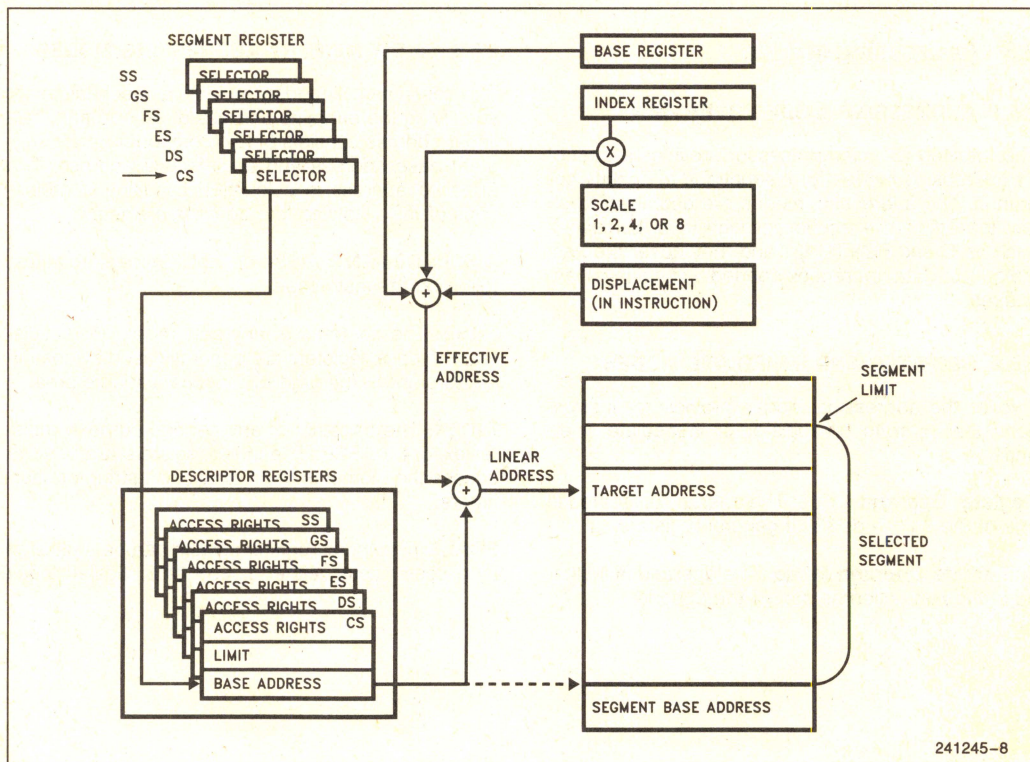 SEGMENT REGISTER
SS
GS
FS
ES
DS
CS
SELECTOR
SELECTOR
SELECTOR
SELECTOR
SELECTOR
SELECTOR
BASE REGISTER
INDEX REGISTER
X
SCALE
1, 2, 4, OR 8
+
DISPLACEMENT
(IN INSTRUCTION)
EFFECTIVE
ADDRESS
SEGMENT
LIMIT
LINEAR
ADDRESS
+
TARGET ADDRESS
SELECTED
SEGMENT
SEGMENT BASE ADDRESS
DESCRIPTOR REGISTERS
ACCESS RIGHTS SS
ACCESS RIGHTS GS
ACCESS RIGHTS FS
ACCESS RIGHTS ES
ACCESS RIGHTS DS
ACCESS RIGHTS CS
LIMIT
BASE ADDRESS
241245-8